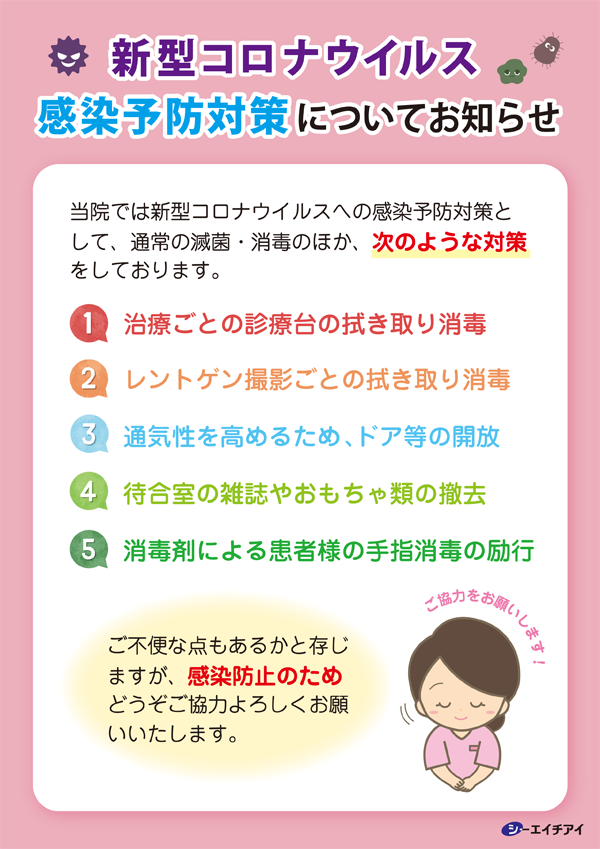 新型コロナウイルス
感染予防対策についてお知らせ
当院では新型コロナウイルスへの感染予防対策と
して、通常の滅菌・消毒のほか、次のような対策
をしております。
1 治療ごとの診療台の拭き取り消毒
2 レントゲン撮影ごとの拭き取り消毒
3 通気性を高めるため、ドア等の開放
4 待合室の雑誌やおもちゃ類の撤去
5 消毒剤による患者様の手指消毒の励行
ご協力をお願いします!
ご不便な点もあるかと存じ
ますが、感染防止のため
どうぞご協力よろしくお願
いいたします。
シーエイチアイ